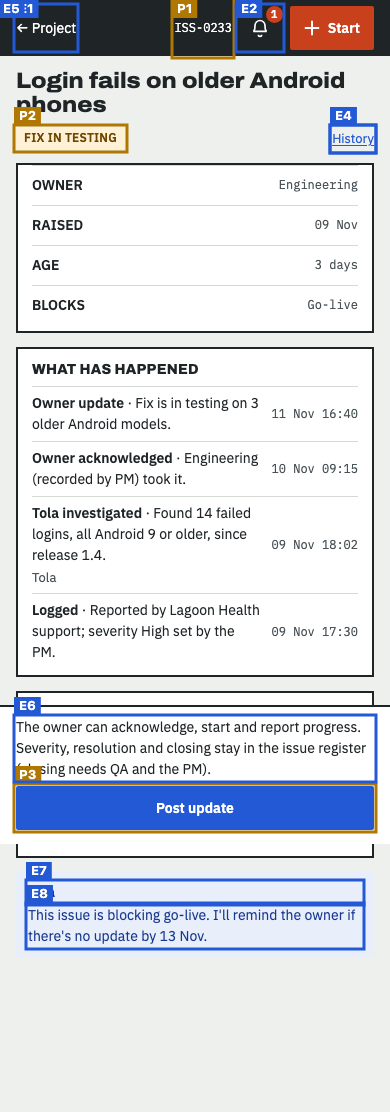 E5 E1 P1 E2
← Project ISS-0233 1 + Start
Login fails on older Android
phones
P2 E4
FIX IN TESTING History
OWNER Engineering
RAISED 09 Nov
AGE 3 days
BLOCKS Go-live
WHAT HAS HAPPENED
Owner update · Fix is in testing on 3
older Android models.
11 Nov 16:40
Owner acknowledged · Engineering
(recorded by PM) took it.
10 Nov 09:15
Tola investigated · Found 14 failed
logins, all Android 9 or older, since
release 1.4.
Tola
09 Nov 18:02
Logged · Reported by Lagoon Health
support; severity High set by the
PM.
09 Nov 17:30
E6
The owner can acknowledge, start and report progress.
Severity, resolution and closing stay in the issue register
needs QA and the PM).
P3
Post update
E7
E8
This issue is blocking go-live. I'll remind the owner if
there's no update by 13 Nov.